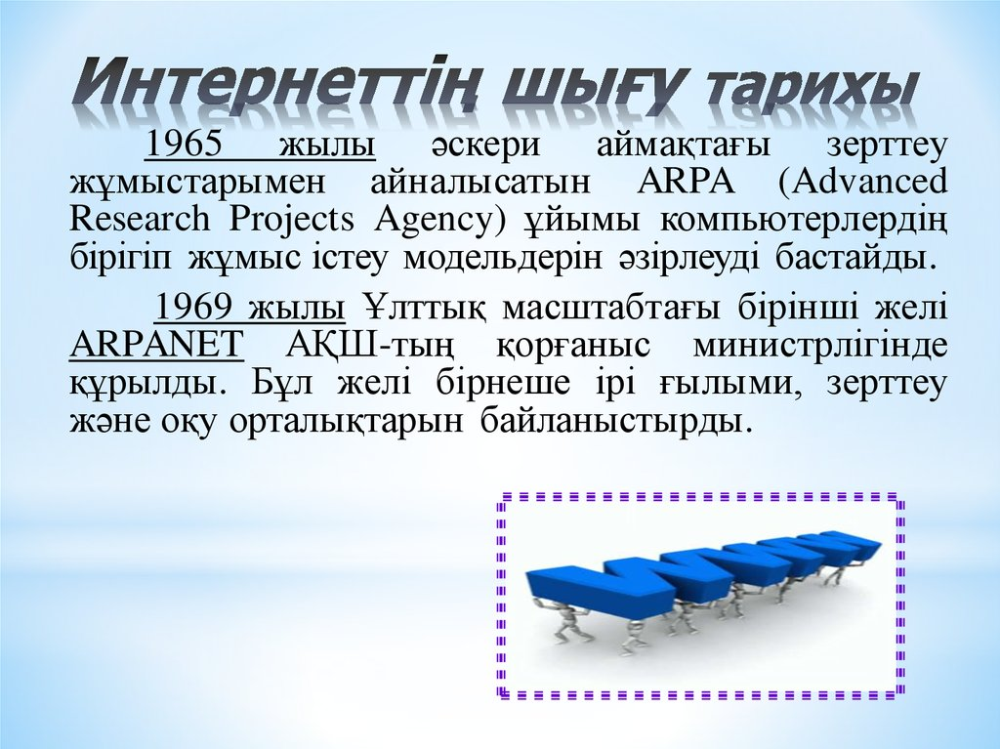 Интернеттің шығу тарихы
1965 жылы әскери аймақтағы зерттеу
жұмыстарымен айналысатын ARPA (Advanced
Research Projects Agency) ұйымы компьютерлердің
бірігіп жұмыс істеу модельдерін әзірлеуді бастайды.
1969 жылы Ұлттық масштабтағы бірінші желі
ARPANET АҚШ-тың қорғаныс министрлігінде
құрылды. Бұл желі бірнеше ірі ғылыми, зерттеу
және оқу орталықтарын байланыстырды.
WWW